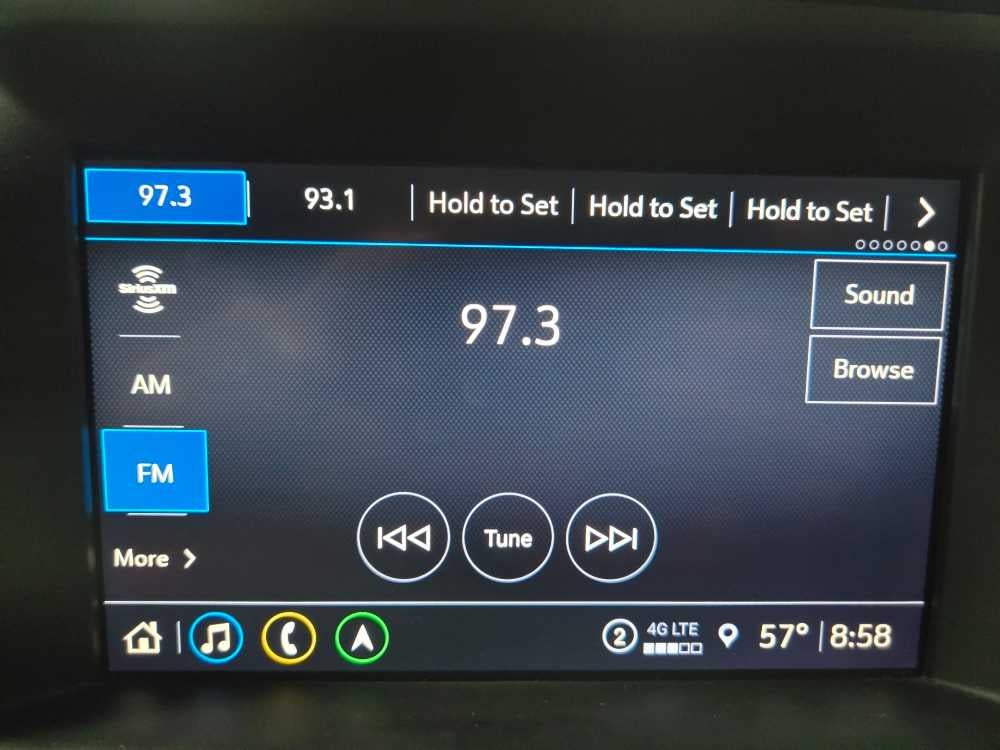 97.3 93.1 Hold to Set Hold to Set Hold to Set
siriusxm
97.3
Sound
AM
Browse
FM
Tune
More
2 4G LTE 57° 8:58